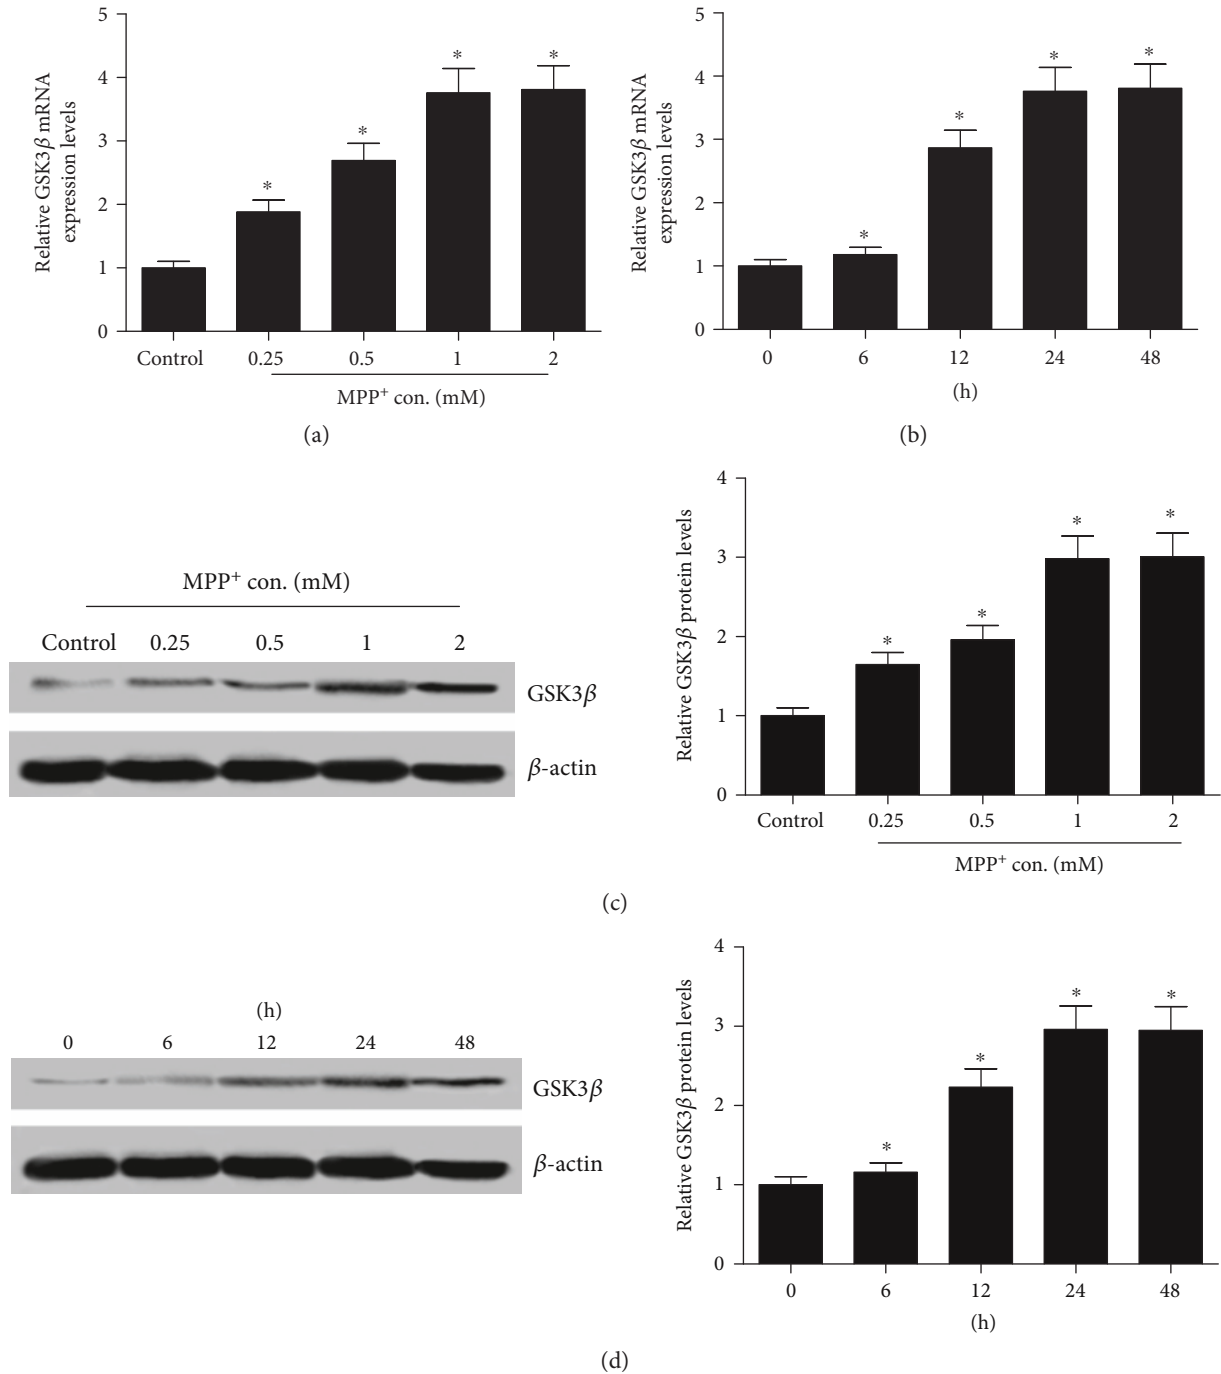 Relative GSK3β mRNA
expression levels
5
4
3
2
1
0
*
*
*
*
Control 0.25 0.5 1 2
MPP⁺ con. (mM)
(a)
Relative GSK3β mRNA
expression levels
5
4
3
2
1
0
*
*
*
*
0 6 12 24 48
(h)
(b)
MPP⁺ con. (mM)
Control 0.25 0.5 1 2
GSK3β
β-actin
Relative GSK3β protein levels
4
3
2
1
0
*
*
*
*
Control 0.25 0.5 1 2
MPP⁺ con. (mM)
(c)
(h)
0 6 12 24 48
GSK3β
β-actin
Relative GSK3β protein levels
4
3
2
1
0
*
*
*
*
0 6 12 24 48
(h)
(d)